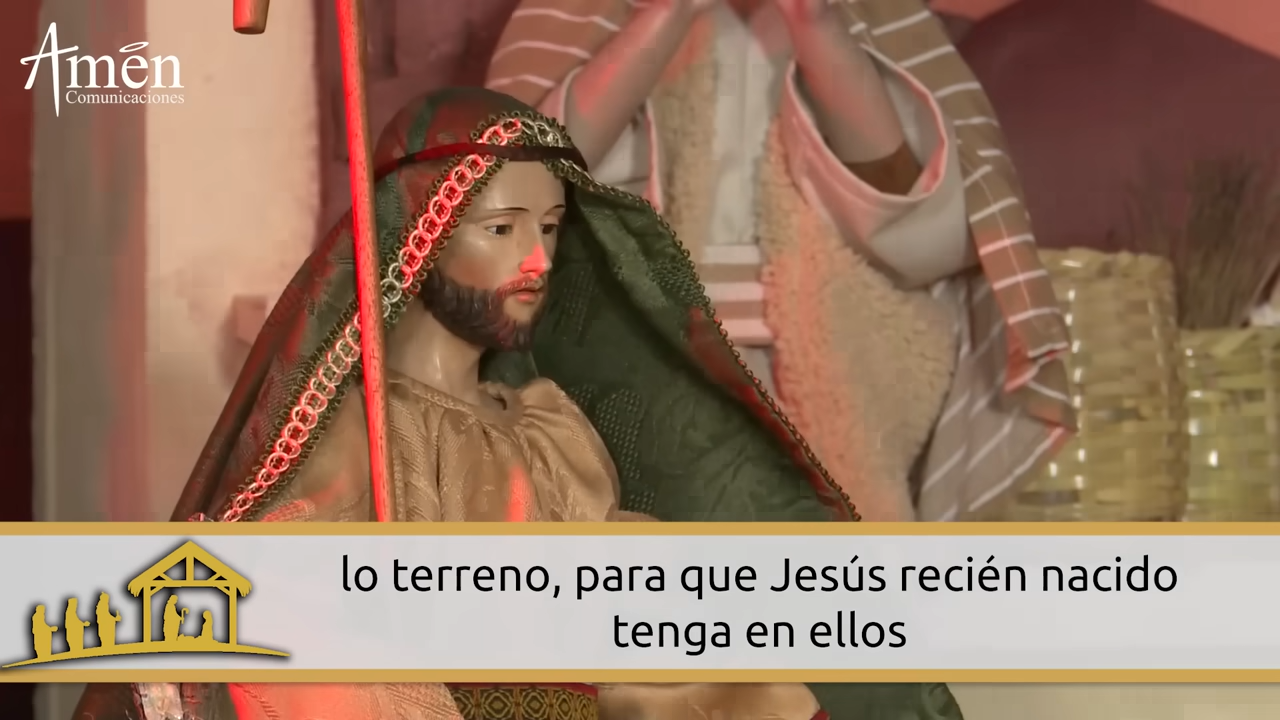 Amén
Comunicaciones
lo terreno, para que Jesús recién nacido
tenga en ellos